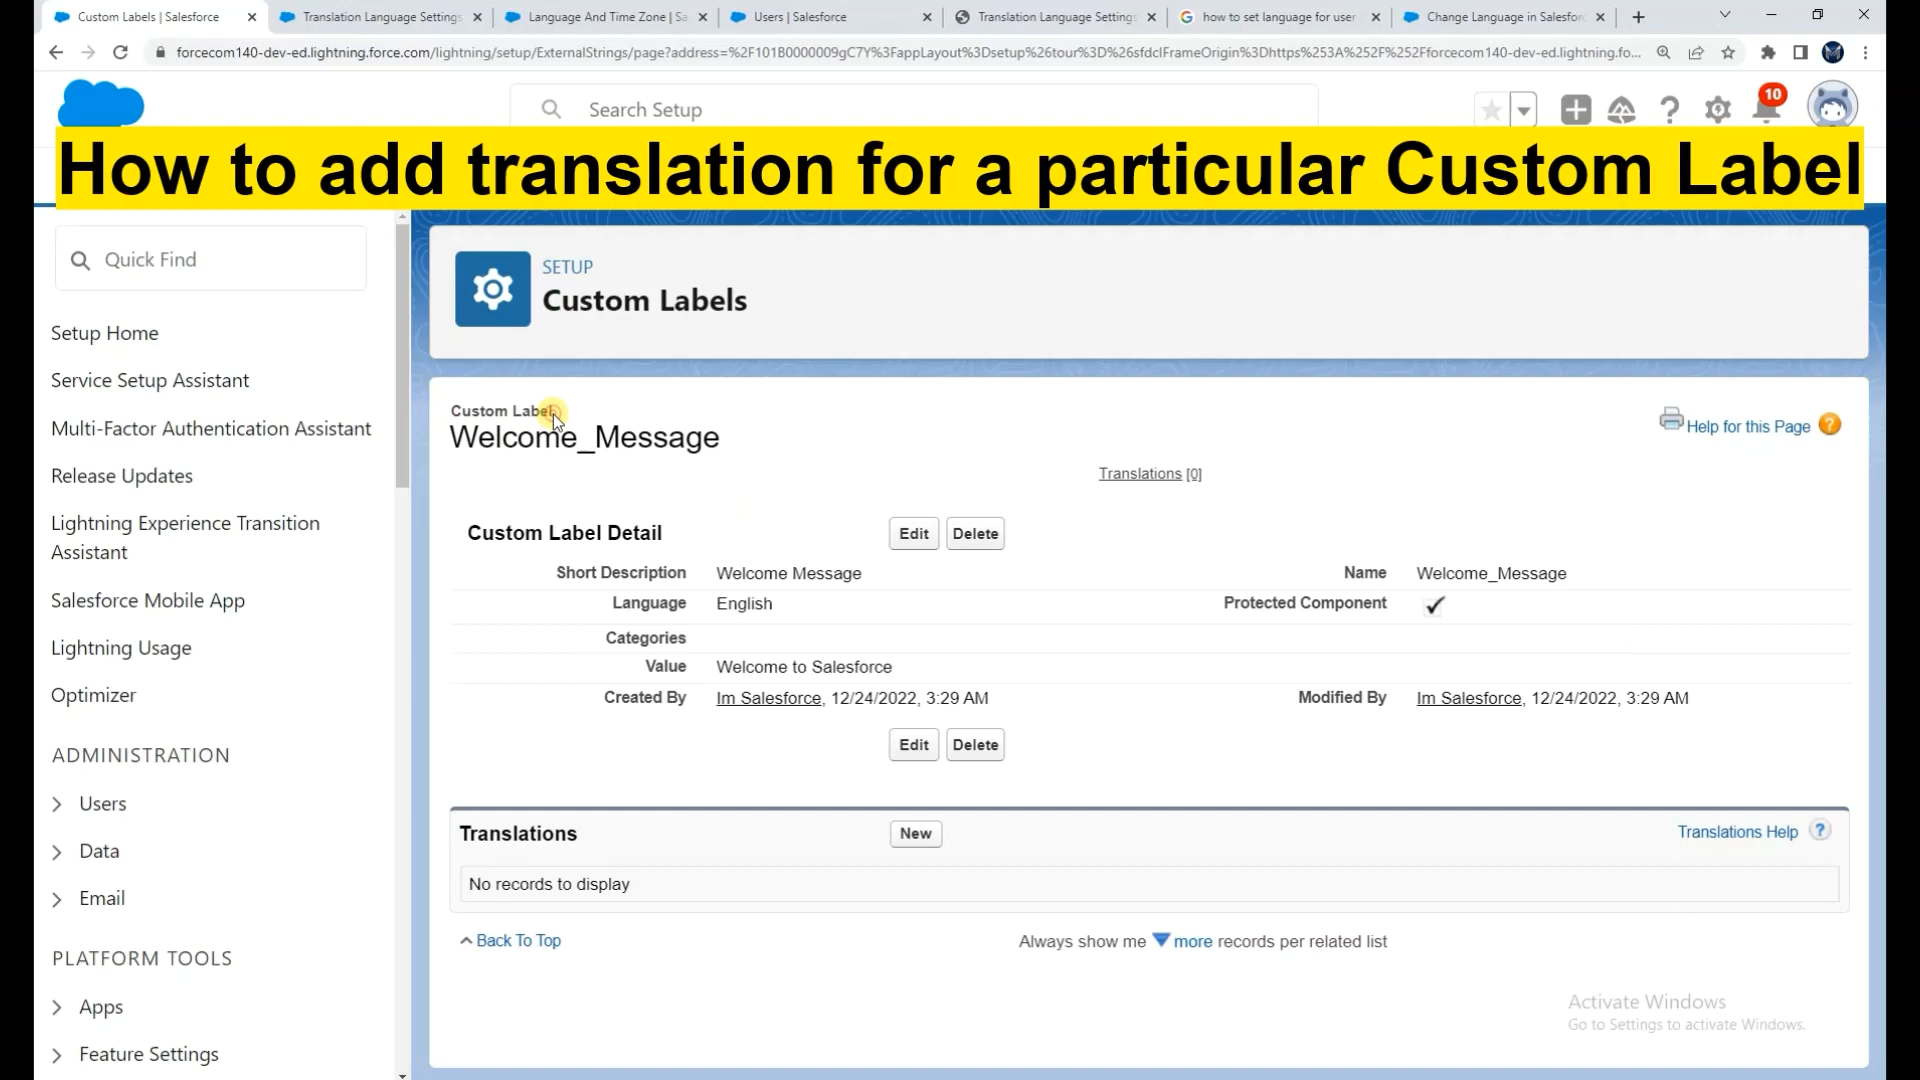 Custom Labels | Salesforce
Translation Language Settings
Language And Time Zone | Sa
Users | Salesforce
Translation Language Settings
how to set language for user
Change Language in Salesforc
forcecom140-dev-ed.lightning.force.com/lightning/setup/ExternalStrings/page?address=%2F101B0000009gC7Y%3FappLayout%3Dsetup%26tour%3D%26sfdcIFrameOrigin%3Dhttps%253A%252F%252Fforcecom140-dev-ed.lightning.fo...
Search Setup
10
How to add translation for a particular Custom Label
Quick Find
Setup Home
Service Setup Assistant
Multi-Factor Authentication Assistant
Release Updates
Lightning Experience Transition
Assistant
Salesforce Mobile App
Lightning Usage
Optimizer
ADMINISTRATION
Users
Data
Email
PLATFORM TOOLS
Apps
Feature Settings
SETUP
Custom Labels
Custom Label
Welcome_Message
Help for this Page ?
Translations [0]
Custom Label Detail
Edit Delete
Short Description Welcome Message Name Welcome_Message
Language English Protected Component
Categories
Value Welcome to Salesforce
Created By Im Salesforce, 12/24/2022, 3:29 AM Modified By Im Salesforce, 12/24/2022, 3:29 AM
Edit Delete
Translations New Translations Help ?
No records to display
Back To Top
Always show me more records per related list
Activate Windows
Go to Settings to activate Windows.